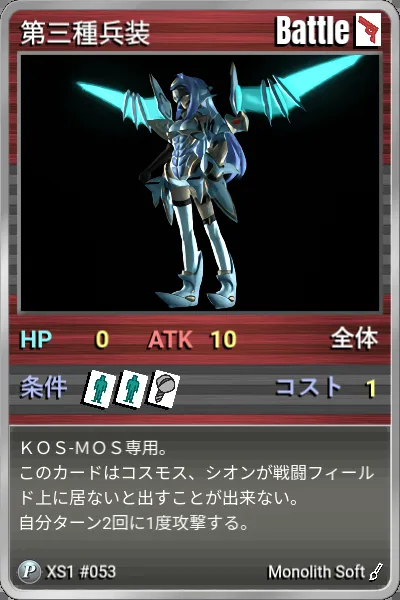 第三種兵装
Battle
HP 0 ATK 10 全体
条件 コスト 1
KOS-MOS専用。
このカードはコスモス、シオンが戦闘フィール
ド上に居ないと出すことが出来ない。
自分ターン2回に1度攻撃する。
P XS1 #053 Monolith Soft